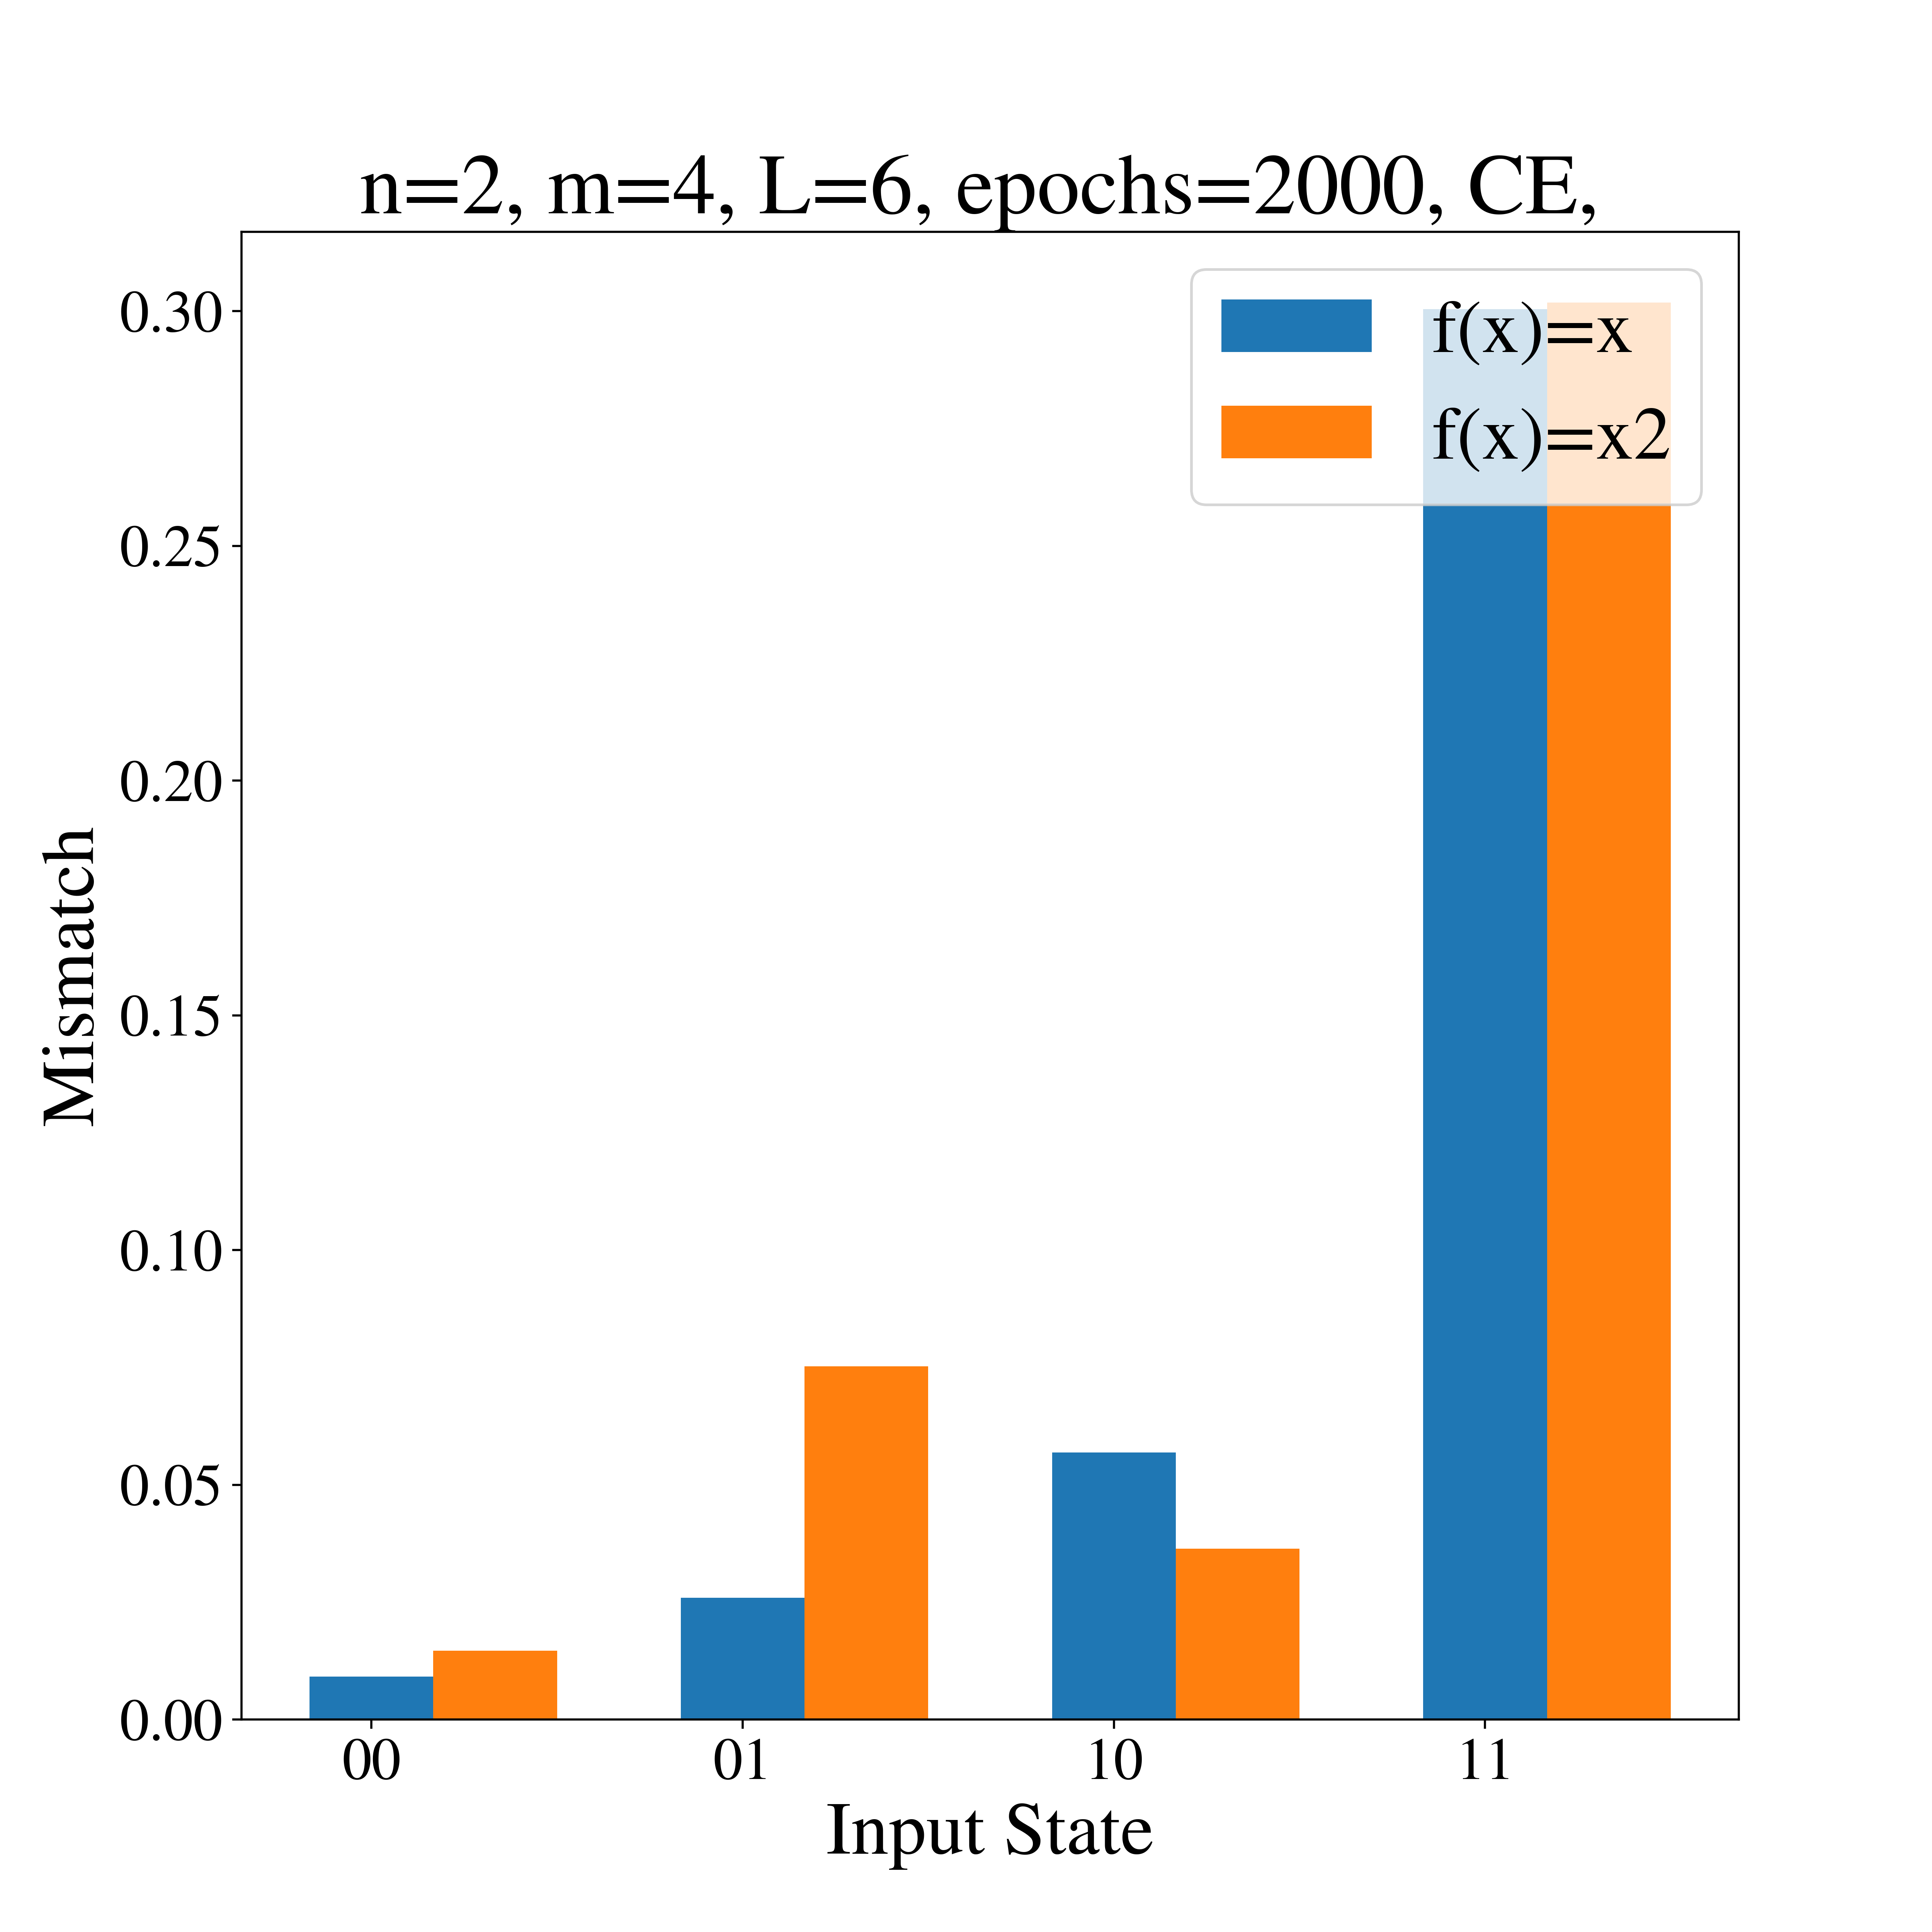 n=2, m=4, L=6, epochs=2000, CE,
f(x)=x
f(x)=x2
0.30
0.25
0.20
0.15
0.10
0.05
0.00
Mismatch
00 01 10 11
Input State